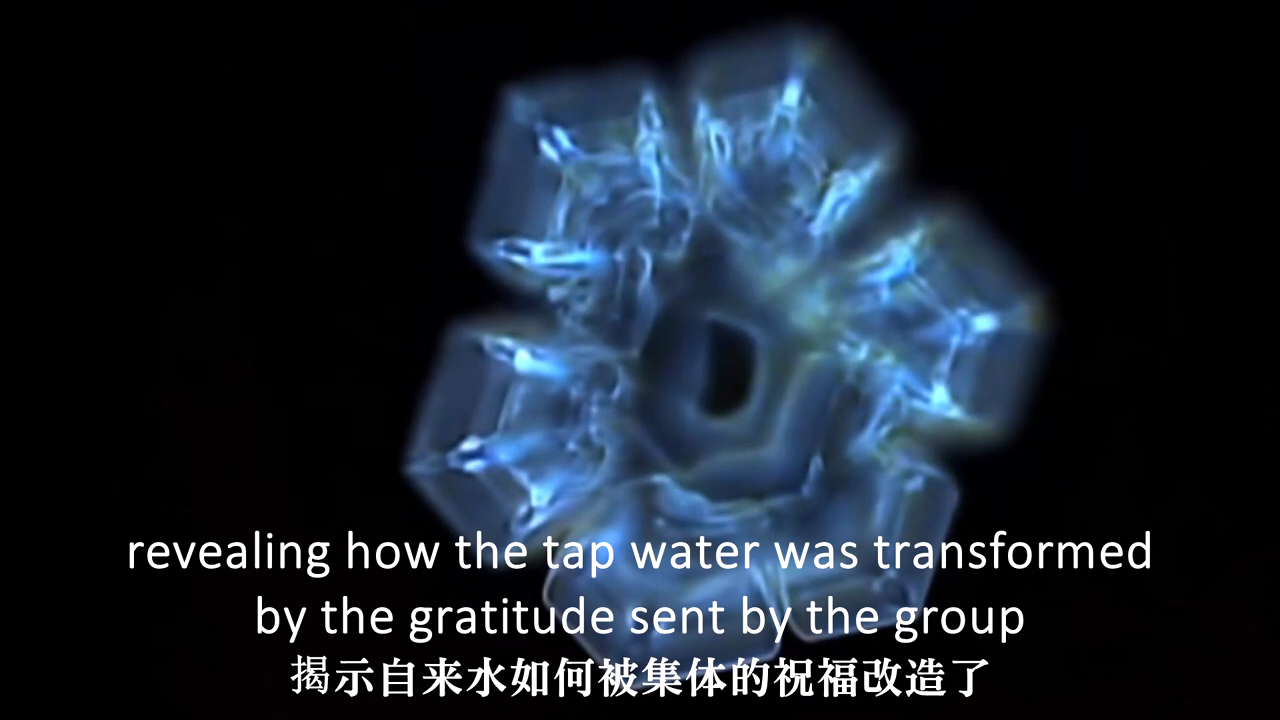 revealing how the tap water was transformed
by the gratitude sent by the group
揭示自来水如何被集体的祝福改造了